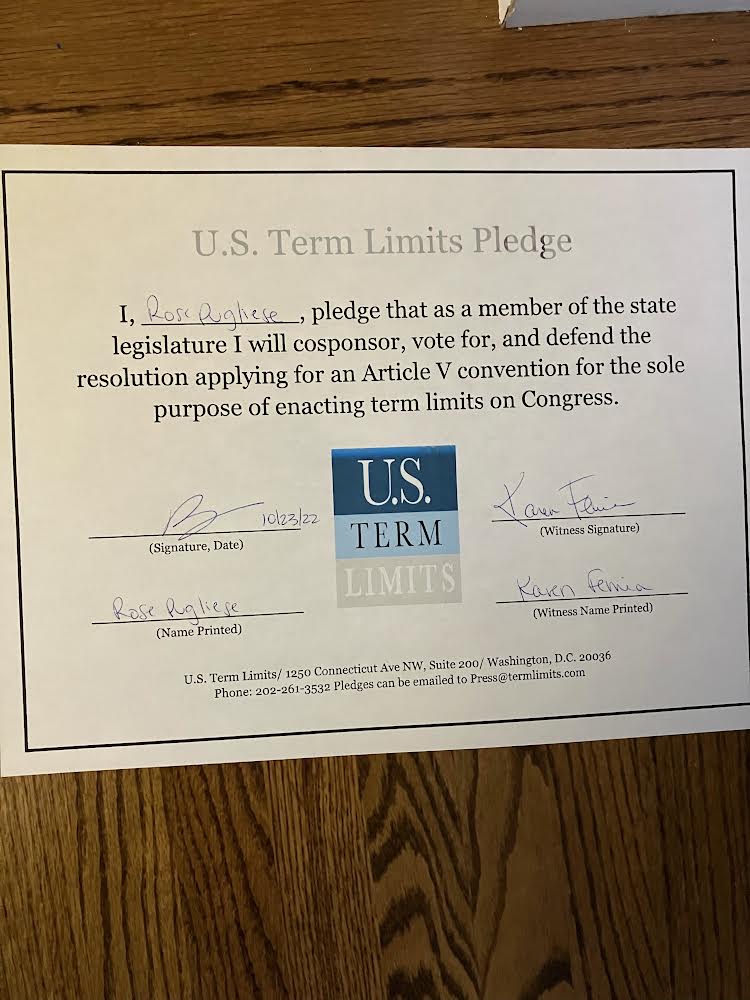 U.S. Term Limits Pledge
I, Rose Pugliese, pledge that as a member of the state
legislature I will cosponsor, vote for, and defend the
resolution applying for an Article V convention for the sole
purpose of enacting term limits on Congress.
10/23/22
(Signature, Date)
Rose Pugliese
(Name Printed)
U.S.
TERM
LIMITS
Karen Femia
(Witness Signature)
Karen Femia
(Witness Name Printed)
U.S. Term Limits/ 1250 Connecticut Ave NW, Suite 200/ Washington, D.C. 20036
Phone: 202-261-3532 Pledges can be emailed to Press@termlimits.com